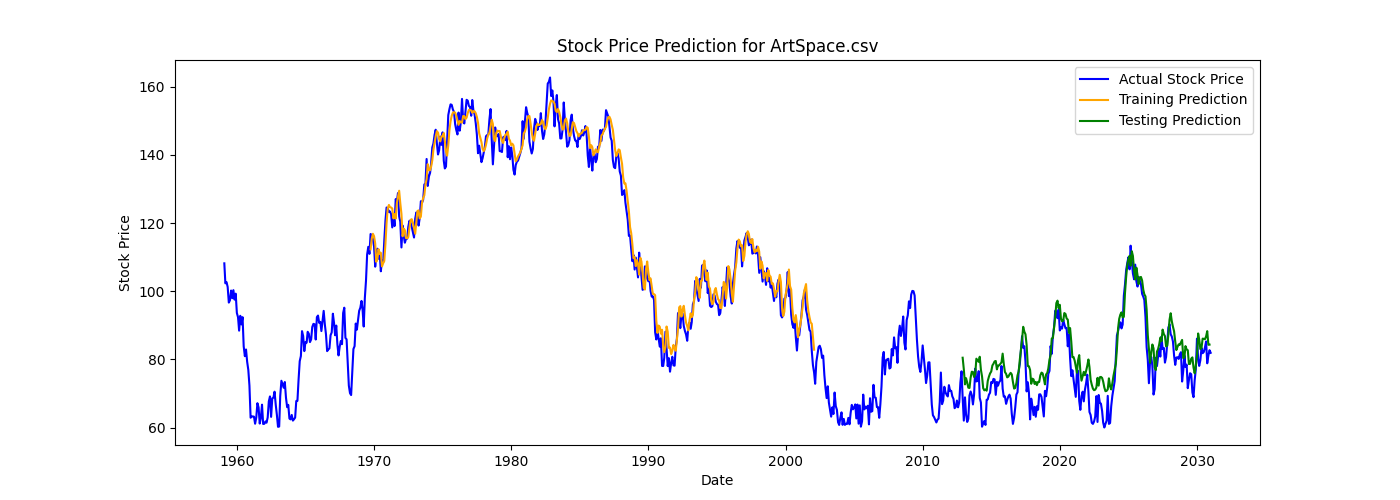 Stock Price Prediction for ArtSpace.csv
Actual Stock Price
Training Prediction
Testing Prediction
Stock Price
160
140
120
100
80
60
1960
1970
1980
1990
2000
2010
2020
2030
Date